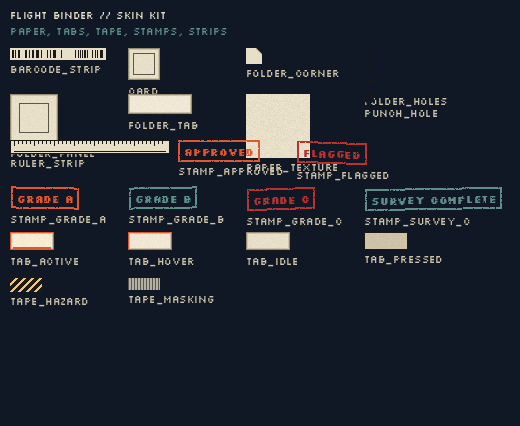 FLIGHT BINDER // SKIN KIT
PAPER, TABS, TAPE, STAMPS, STRIPS
BARCODE_STRIP
CARD
FOLDER_CORNER
FOLDER_HOLES
PUNCH_HOLE
FOLDER_TAB
FOLDER_PANEL
RULER_STRIP
APPROVED
STAMP_APPROVED
PAPER_TEXTURE
FLAGGED
STAMP_FLAGGED
GRADE A
STAMP_GRADE_A
GRADE B
STAMP_GRADE_B
GRADE C
STAMP_GRADE_C
SURVEY COMPLETE
STAMP_SURVEY_C
TAB_ACTIVE
TAB_HOVER
TAB_IDLE
TAB_PRESSED
TAPE_HAZARD
TAPE_MASKING